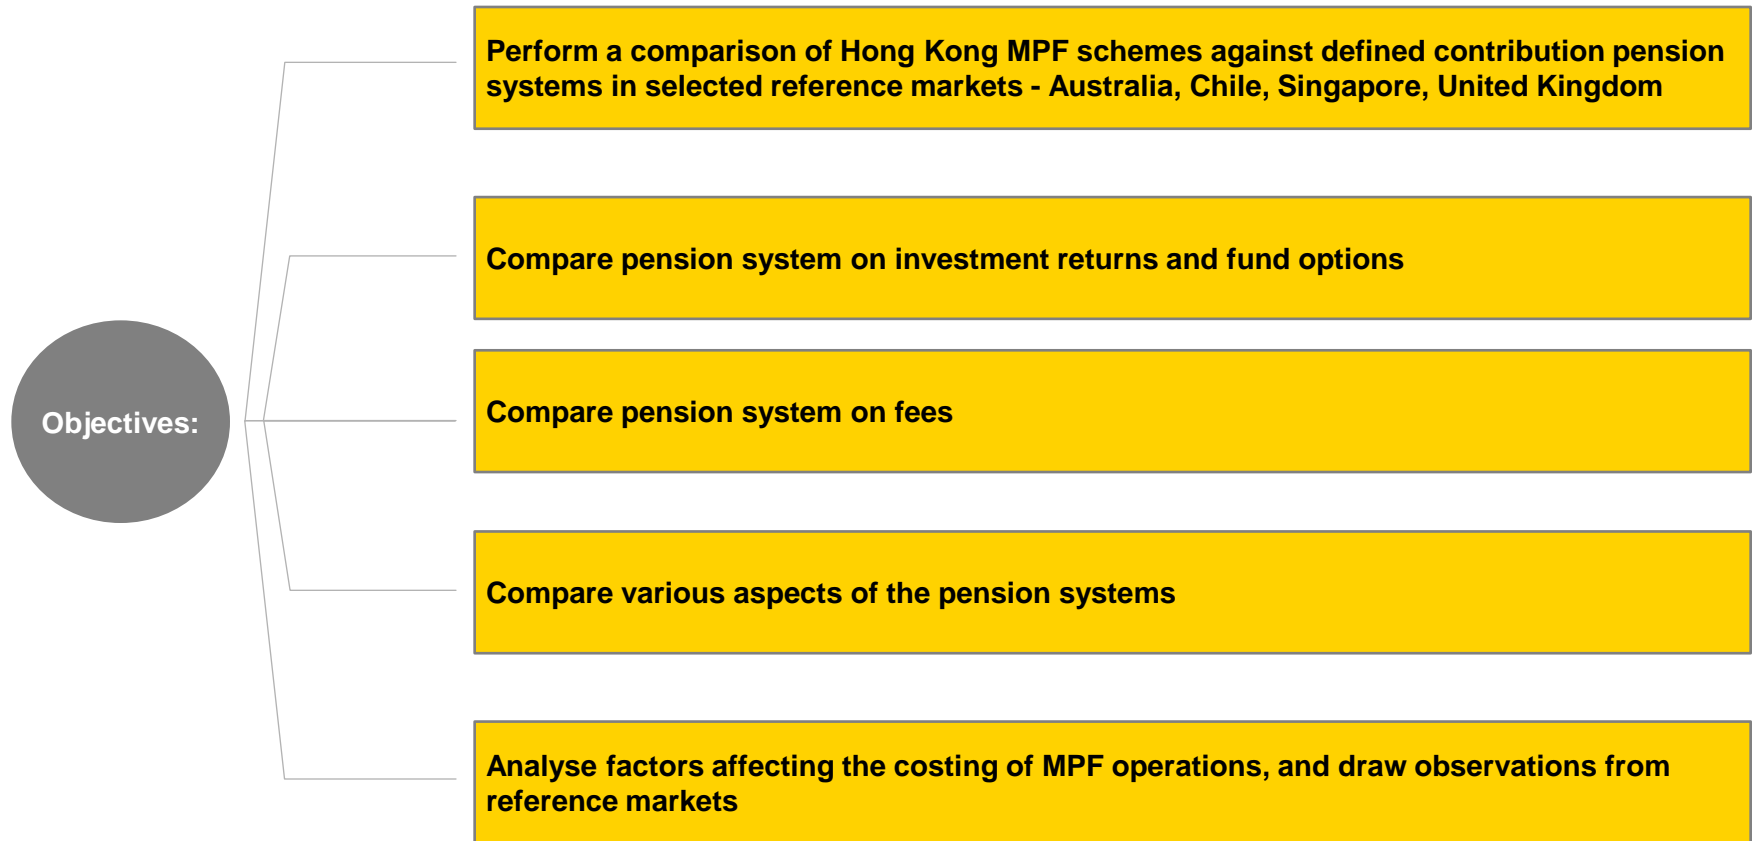 Perform a comparison of Hong Kong MPF schemes against defined contribution pension
systems in selected reference markets - Australia, Chile, Singapore, United Kingdom
Compare pension system on investment returns and fund options
Objectives:
Compare pension system on fees
Compare various aspects of the pension systems
Analyse factors affecting the costing of MPF operations, and draw observations from
reference markets